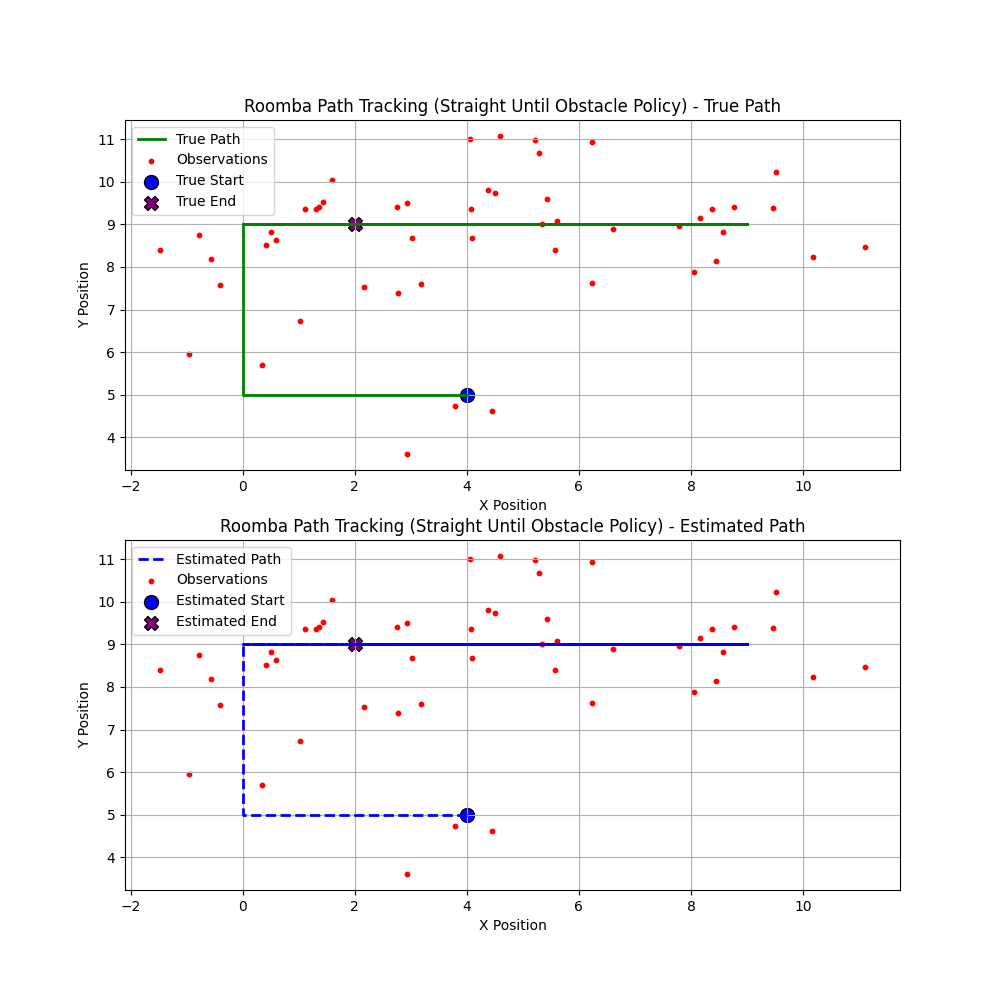 Roomba Path Tracking (Straight Until Obstacle Policy) - True Path
True Path
Observations
True Start
True End
Y Position
11
10
9
8
7
6
5
4
−2
0
2
4
6
8
10
X Position
Roomba Path Tracking (Straight Until Obstacle Policy) - Estimated Path
Estimated Path
Observations
Estimated Start
Estimated End
Y Position
11
10
9
8
7
6
5
4
−2
0
2
4
6
8
10
X Position